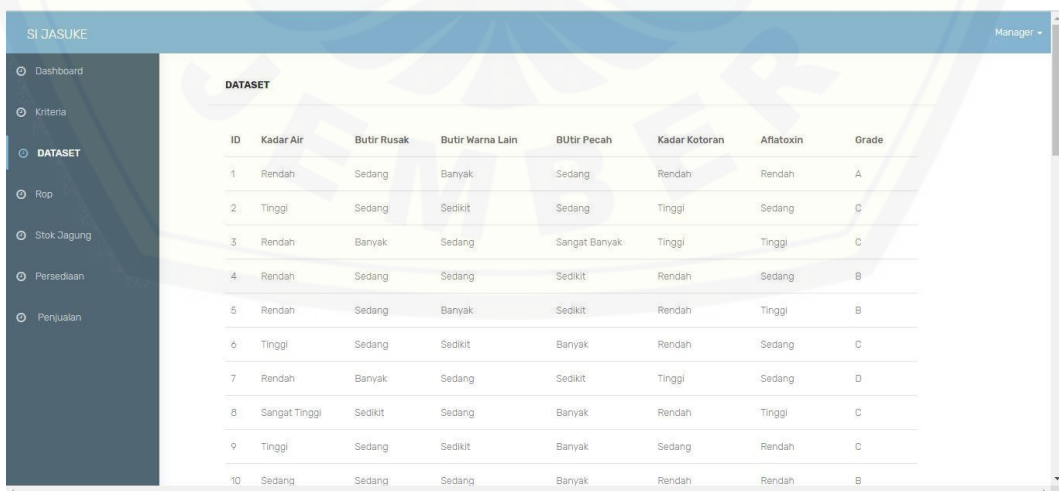 SI JASUKE
Manager
Dashboard
Kriteria
DATASET
Rop
Stok Jagung
Persediaan
Penjualan
DATASET
ID Kadar Air Butir Rusak Butir Warna Lain BUtir Pecah Kadar Kotoran Aflatoxin Grade
1 Rendah Sedang Banyak Sedang Rendah Rendah A
2 Tinggi Sedang Sedikit Sedang Tinggi Sedang C
3 Rendah Banyak Sedang Sangat Banyak Tinggi Tinggi C
4 Rendah Sedang Sedang Sedikit Rendah Sedang B
5 Rendah Sedang Banyak Sedikit Rendah Tinggi B
6 Tinggi Sedang Sedikit Banyak Rendah Sedang C
7 Rendah Banyak Sedang Sedikit Tinggi Sedang D
8 Sangat Tinggi Sedikit Sedang Banyak Rendah Tinggi C
9 Tinggi Sedang Sedikit Banyak Sedang Rendah C
10 Sedang Sedang Sedang Banyak Rendah Rendah B
JEMBER